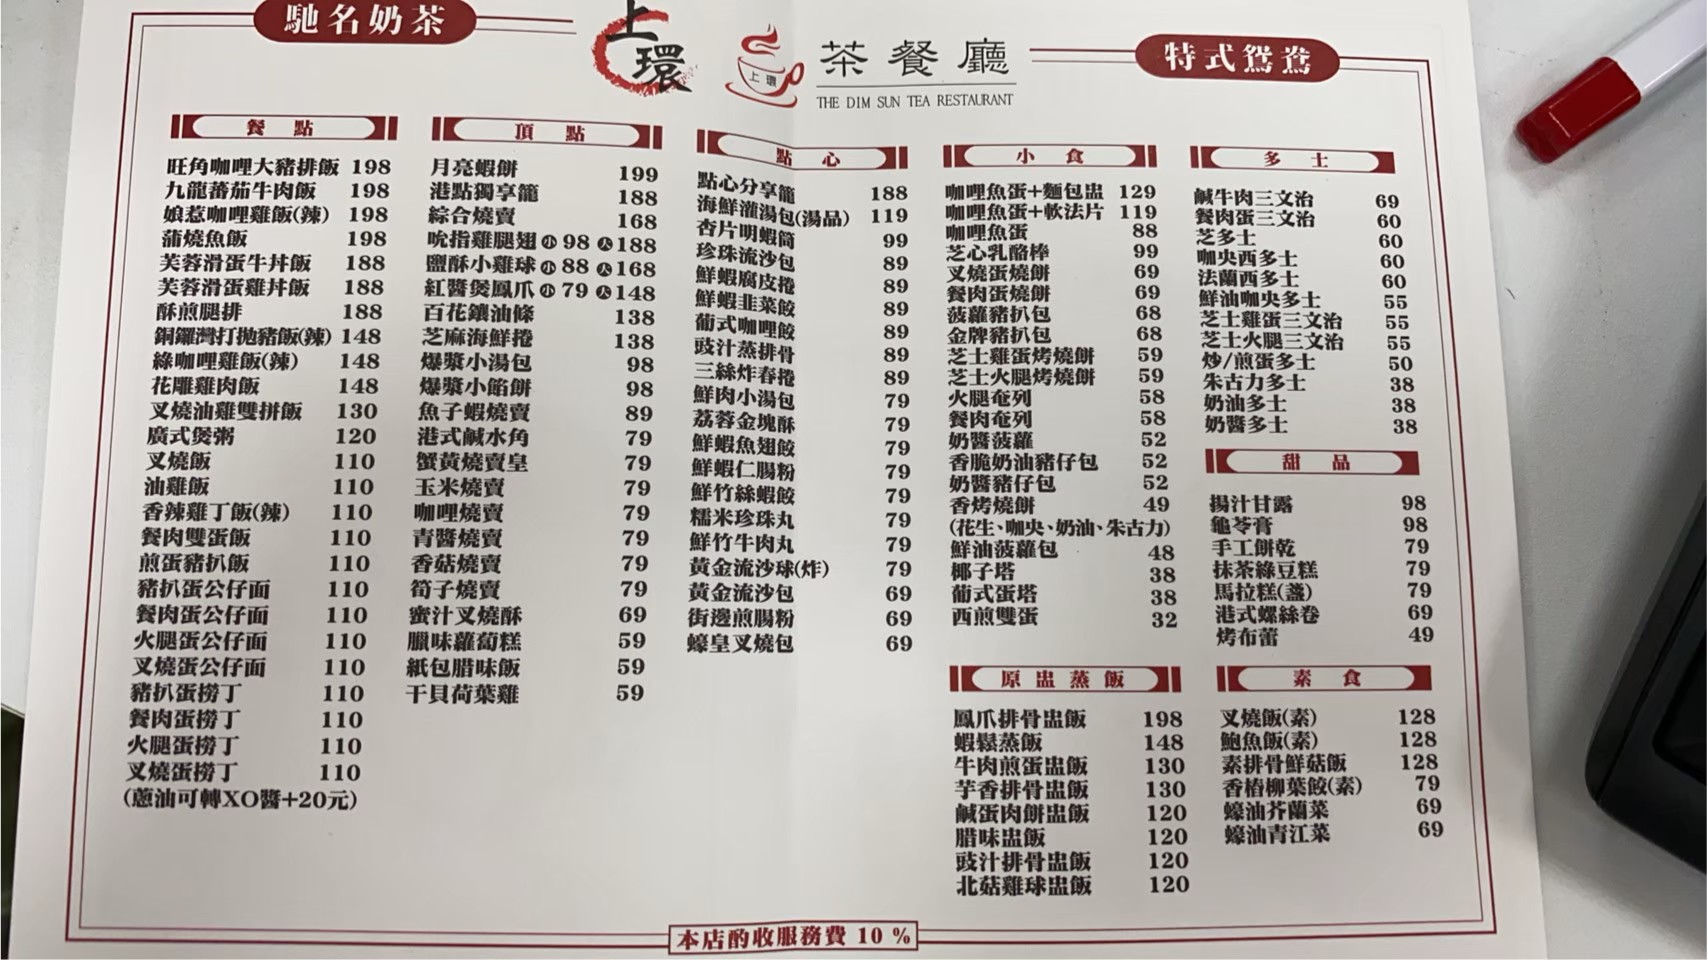 馳名奶茶
上環
上環
茶餐廳
THE DIM SUN TEA RESTAURANT
特式鴛鴦
餐點
旺角咖哩大豬排飯 198
九龍蕃茄牛肉飯 198
娘惹咖哩雞飯(辣) 198
蒲燒魚飯 198
芙蓉滑蛋牛丼飯 188
芙蓉滑蛋雞丼飯 188
酥煎腿排 188
銅鑼灣打拋豬飯(辣) 148
綠咖哩雞飯(辣) 148
花雕雞肉飯 148
叉燒油雞雙拼飯 130
廣式煲粥 120
叉燒飯 110
油雞飯 110
香辣雞丁飯(辣) 110
餐肉雙蛋飯 110
煎蛋豬扒飯 110
豬扒蛋公仔面 110
餐肉蛋公仔面 110
火腿蛋公仔面 110
叉燒蛋公仔面 110
豬扒蛋撈丁 110
餐肉蛋撈丁 110
火腿蛋撈丁 110
叉燒蛋撈丁 110
(蔥油可轉XO醬+20元)
頂點
月亮蝦餅 199
港點獨享籠 188
綜合燒賣 168
吮指雞腿翅 小 98 大 188
鹽酥小雞球 小 88 大 168
紅醬煲鳳爪 小 79 大 148
百花鑲油條 138
芝麻海鮮捲 138
爆漿小湯包 98
爆漿小餡餅 98
魚子蝦燒賣 89
港式鹹水角 79
蟹黃燒賣皇 79
玉米燒賣 79
咖哩燒賣 79
青醬燒賣 79
香菇燒賣 79
筍子燒賣 79
蜜汁叉燒酥 69
臘味蘿蔔糕 59
紙包腊味飯 59
干貝荷葉雞 59
點心
點心分享籠 188
海鮮灌湯包(湯品) 119
杏片明蝦筒 99
珍珠流沙包 89
鮮蝦腐皮捲 89
鮮蝦韭菜餃 89
葡式咖哩餃 89
豉汁蒸排骨 89
三絲炸春捲 89
鮮肉小湯包 79
荔蓉金塊酥 79
鮮蝦魚翅餃 79
鮮蝦仁腸粉 79
鮮竹絲蝦餃 79
糯米珍珠丸 79
鮮竹牛肉丸 79
黃金流沙球(炸) 79
黃金流沙包 69
街邊煎腸粉 69
蠔皇叉燒包 69
小食
咖哩魚蛋+麵包盅 129
咖哩魚蛋+軟法片 119
咖哩魚蛋 88
芝心乳酪棒 99
叉燒蛋燒餅 69
餐肉蛋燒餅 69
菠蘿豬扒包 68
金牌豬扒包 68
芝士雞蛋烤燒餅 59
芝士火腿烤燒餅 59
火腿奄列 58
餐肉奄列 58
奶醬菠蘿 52
香脆奶油豬仔包 52
奶醬豬仔包 52
香烤燒餅 49
(花生、咖央、奶油、朱古力)
鮮油菠蘿包 48
椰子塔 38
葡式蛋塔 38
西煎雙蛋 32
原盅蒸飯
鳳爪排骨盅飯 198
蝦鬆蒸飯 148
牛肉煎蛋盅飯 130
芋香排骨盅飯 130
鹹蛋肉餅盅飯 120
腊味盅飯 120
豉汁排骨盅飯 120
北菇雞球盅飯 120
多士
鹹牛肉三文治 69
餐肉蛋三文治 60
芝多士 60
咖央西多士 60
法蘭西多士 60
鮮油咖央多士 55
芝士雞蛋三文治 55
芝士火腿三文治 55
炒/煎蛋多士 50
朱古力多士 38
奶油多士 38
奶醬多士 38
甜品
揚汁甘露 98
龜苓膏 98
手工餅乾 79
抹茶綠豆糕 79
馬拉糕(盞) 79
港式螺絲卷 69
烤布蕾 49
素食
叉燒飯(素) 128
鮑魚飯(素) 128
素排骨鮮菇飯 128
香椿柳葉餃(素) 79
蠔油芥蘭菜 69
蠔油青江菜 69
本店酌收服務費 10 %